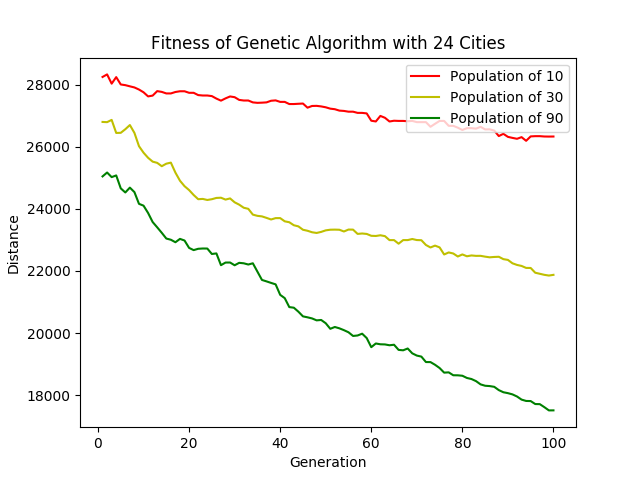 Fitness of Genetic Algorithm with 24 Cities
Population of 10
Population of 30
Population of 90
28000
26000
24000
22000
20000
18000
Distance
0 20 40 60 80 100
Generation